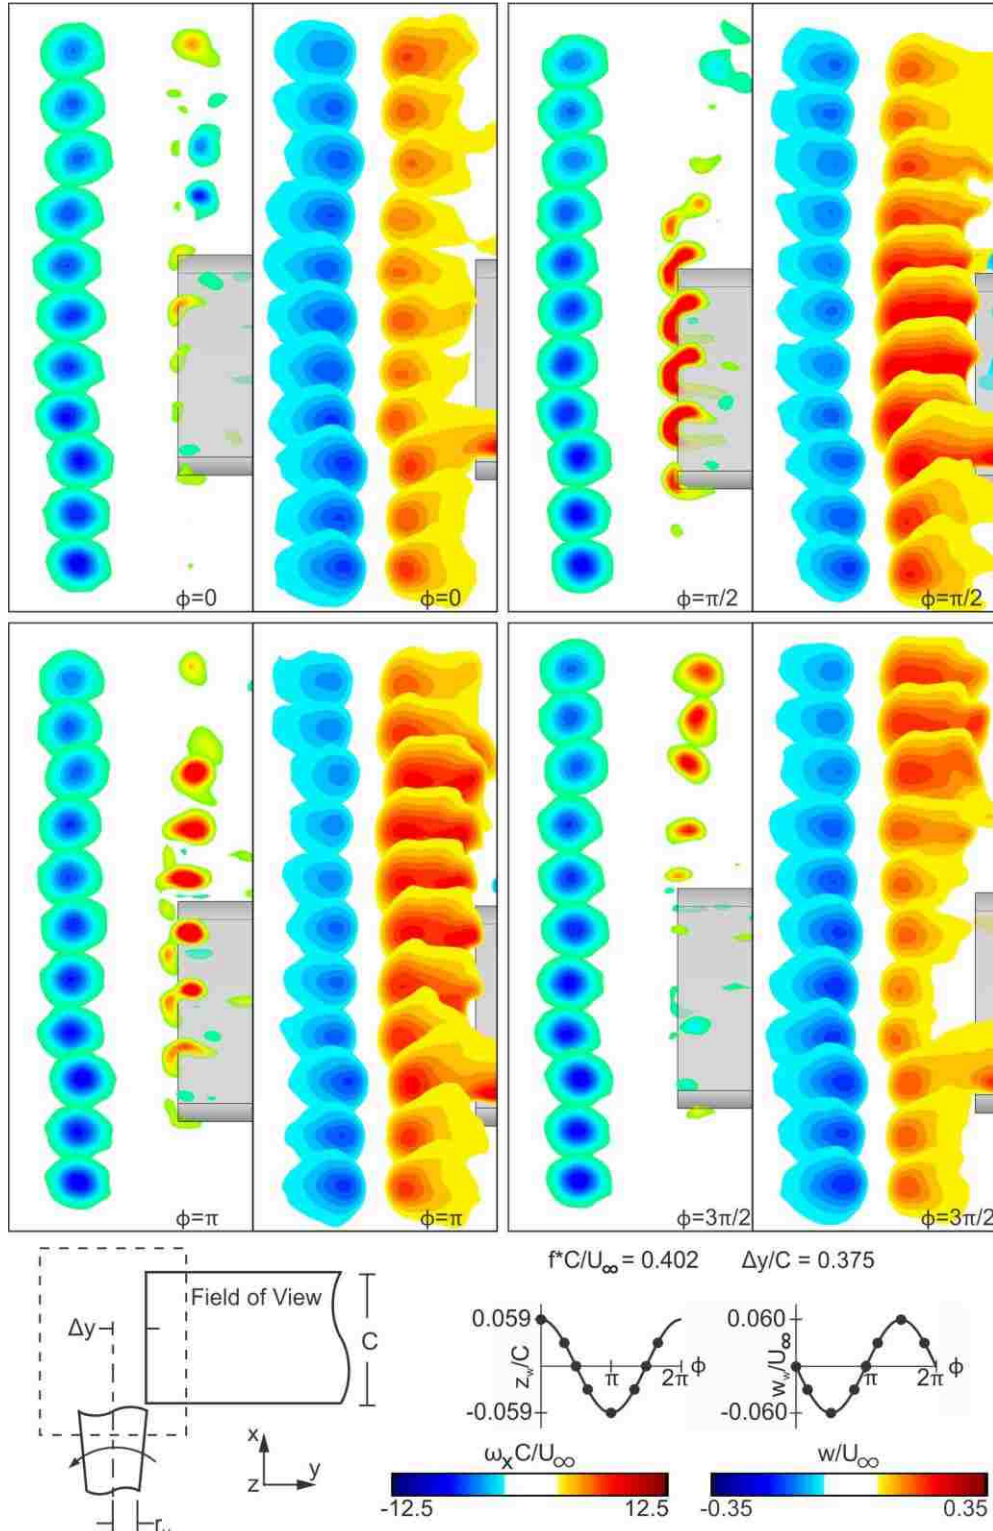 ϕ=0
ϕ=0
ϕ=π/2
ϕ=π/2
ϕ=π
ϕ=π
ϕ=3π/2
ϕ=3π/2
f*C/U∞ = 0.402
Δy/C = 0.375
Field of View
Δy
C
x
z
y
0.059
z_w/C
-0.059
π
2π
ϕ
0.060
w_w/U∞
-0.060
π
2π
ϕ
ω_x C/U∞
-12.5
12.5
w/U∞
-0.35
0.35